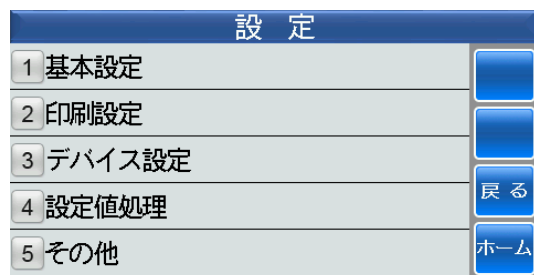 設 定
1 基本設定
2 印刷設定
3 デバイス設定
4 設定値処理
5 その他
戻 る
ホーム